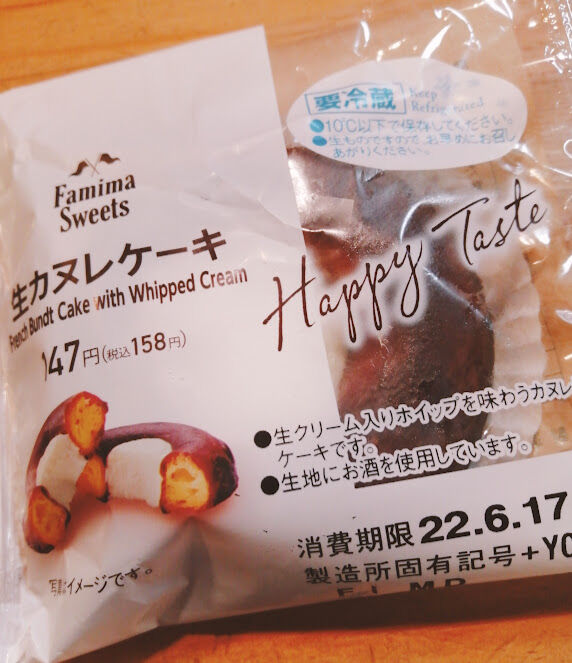 要冷蔵 Keep Refrigerated
●10℃以下で保存してください。
●生ものですので、お早めにお召し
あがりください。
Famima
Sweets
生カヌレケーキ
French Bundt Cake with Whipped Cream
147円(税込158円)
Happy Taste
●生クリーム入りホイップを味わうカヌレ
ケーキです。
●生地にお酒を使用しています。
写真はイメージです。
消費期限 22.6.17
製造所固有記号+YO